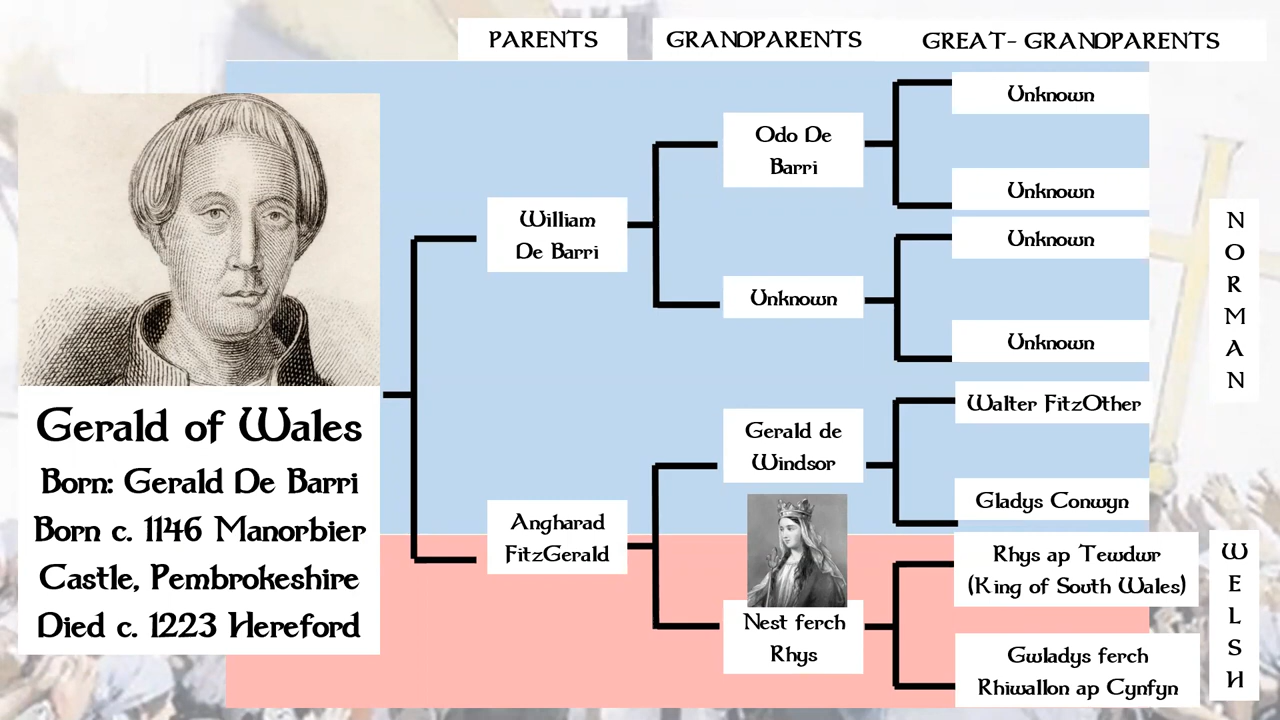 PARENTS
GRANDPARENTS
GREAT- GRANDPARENTS
Gerald of Wales
Born: Gerald De Barri
Born c. 1146 Manorbier
Castle, Pembrokeshire
Died c. 1223 Hereford
William
De Barri
Angharad
FitzGerald
Odo De
Barri
Unknown
Gerald de
Windsor
Nest ferch
Rhys
Unknown
Unknown
Unknown
Unknown
Walter FitzOther
Gladys Conwyn
Rhys ap Tewdwr
(King of South Wales)
Gwladys ferch
Rhiwallon ap Cynfyn
NORMAN
WELSH